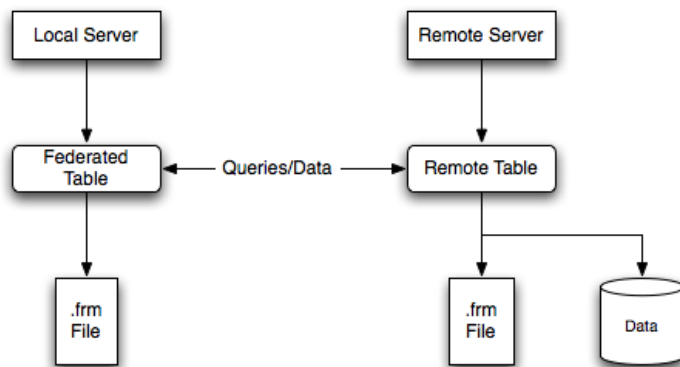 Local Server
Remote Server
Federated
Table
Queries/Data
Remote Table
.frm
File
.frm
File
Data